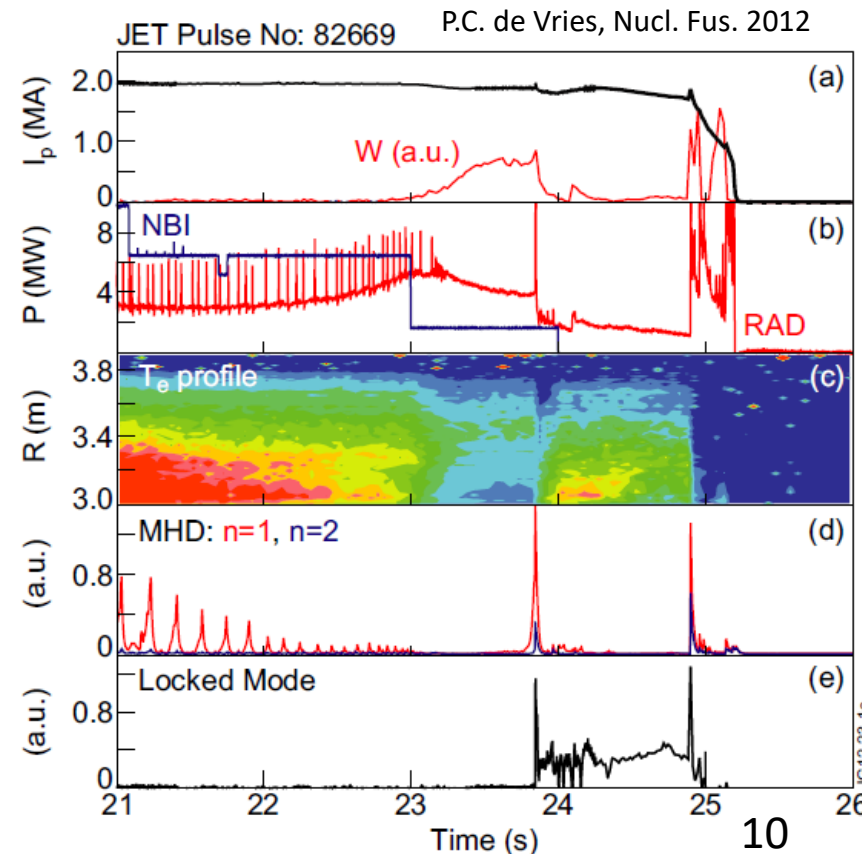 P.C. de Vries, Nucl. Fus. 2012
JET Pulse No: 82669
(a)
2.0
1.0
0
Ip (MA)
W (a.u.)
(b)
NBI
8
4
P (MW)
RAD
(c)
Te profile
3.8
3.4
3.0
R (m)
(d)
MHD: n=1, n=2
0.8
0
(a.u.)
(e)
Locked Mode
0.8
0
(a.u.)
21 22 23 24 25 26
Time (s)
10